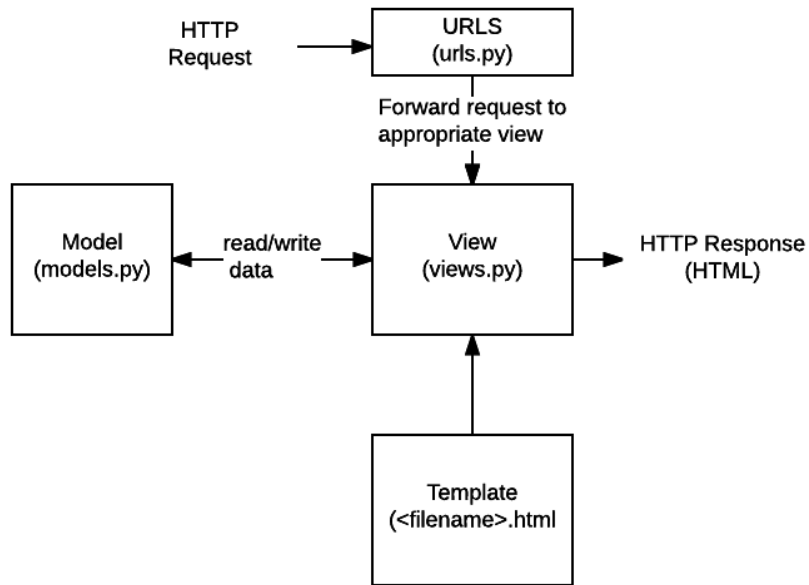 HTTP
Request
URLS
(urls.py)
Forward request to
appropriate view
Model
(models.py)
read/write
data
View
(views.py)
HTTP Response
(HTML)
Template
(<filename>.html